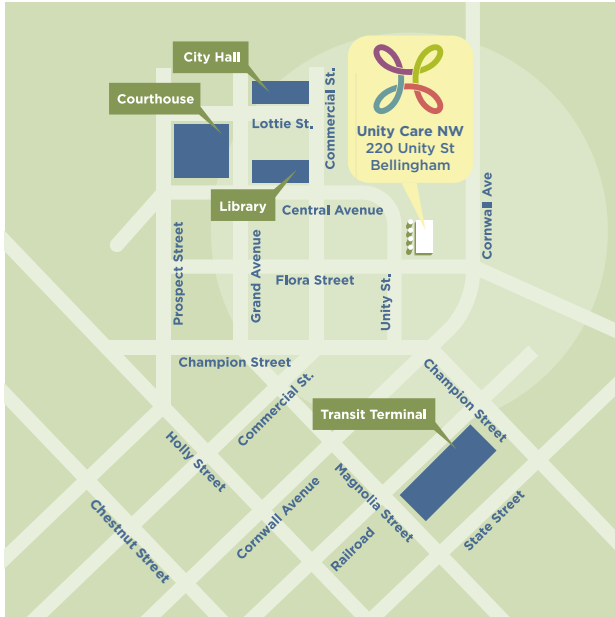 City Hall
Courthouse
Commercial St.
Lottie St.
Unity Care NW
220 Unity St
Bellingham
Library
Central Avenue
Cornwall Ave
Prospect Street
Grand Avenue
Flora Street
Unity St.
Champion Street
Commercial St.
Champion Street
Transit Terminal
Holly Street
Magnolia Street
Cornwall Avenue
State Street
Railroad
Chestnut Street